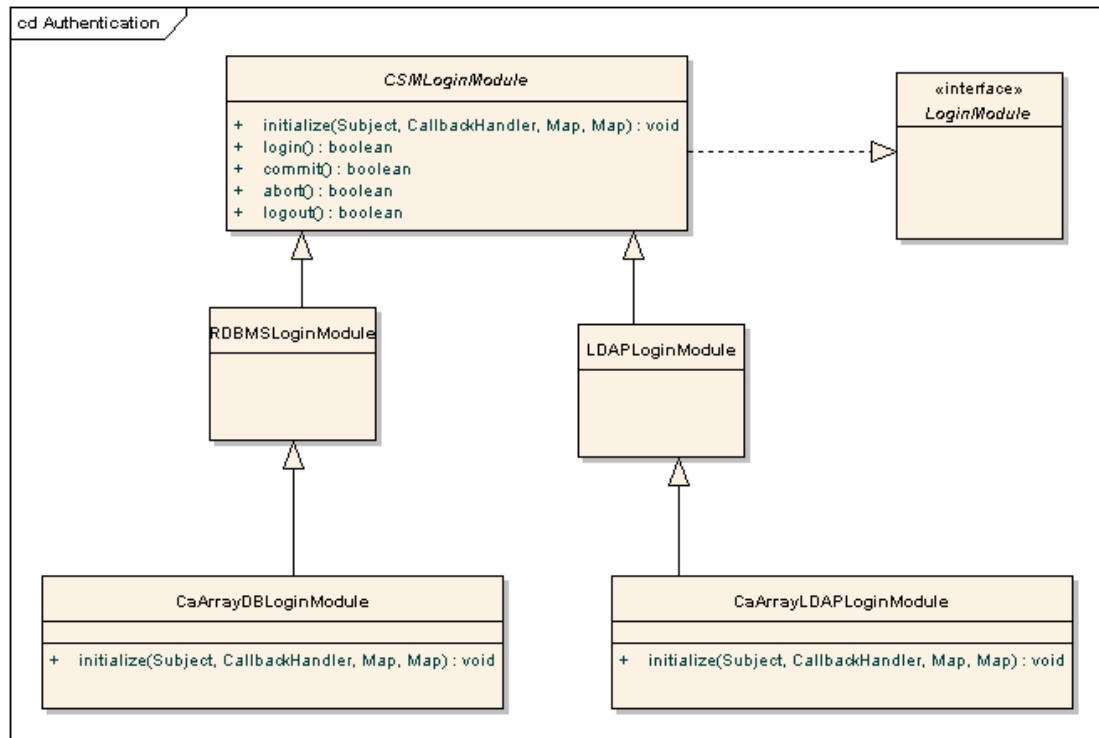 cd Authentication
CSMLoginModule
+ initialize(Subject, CallbackHandler, Map, Map) : void
+ login() : boolean
+ commit() : boolean
+ abort() : boolean
+ logout() : boolean
«interface»
LoginModule
RDBMSLoginModule
LDAPLoginModule
CaArrayDBLoginModule
+ initialize(Subject, CallbackHandler, Map, Map) : void
CaArrayLDAPLoginModule
+ initialize(Subject, CallbackHandler, Map, Map) : void